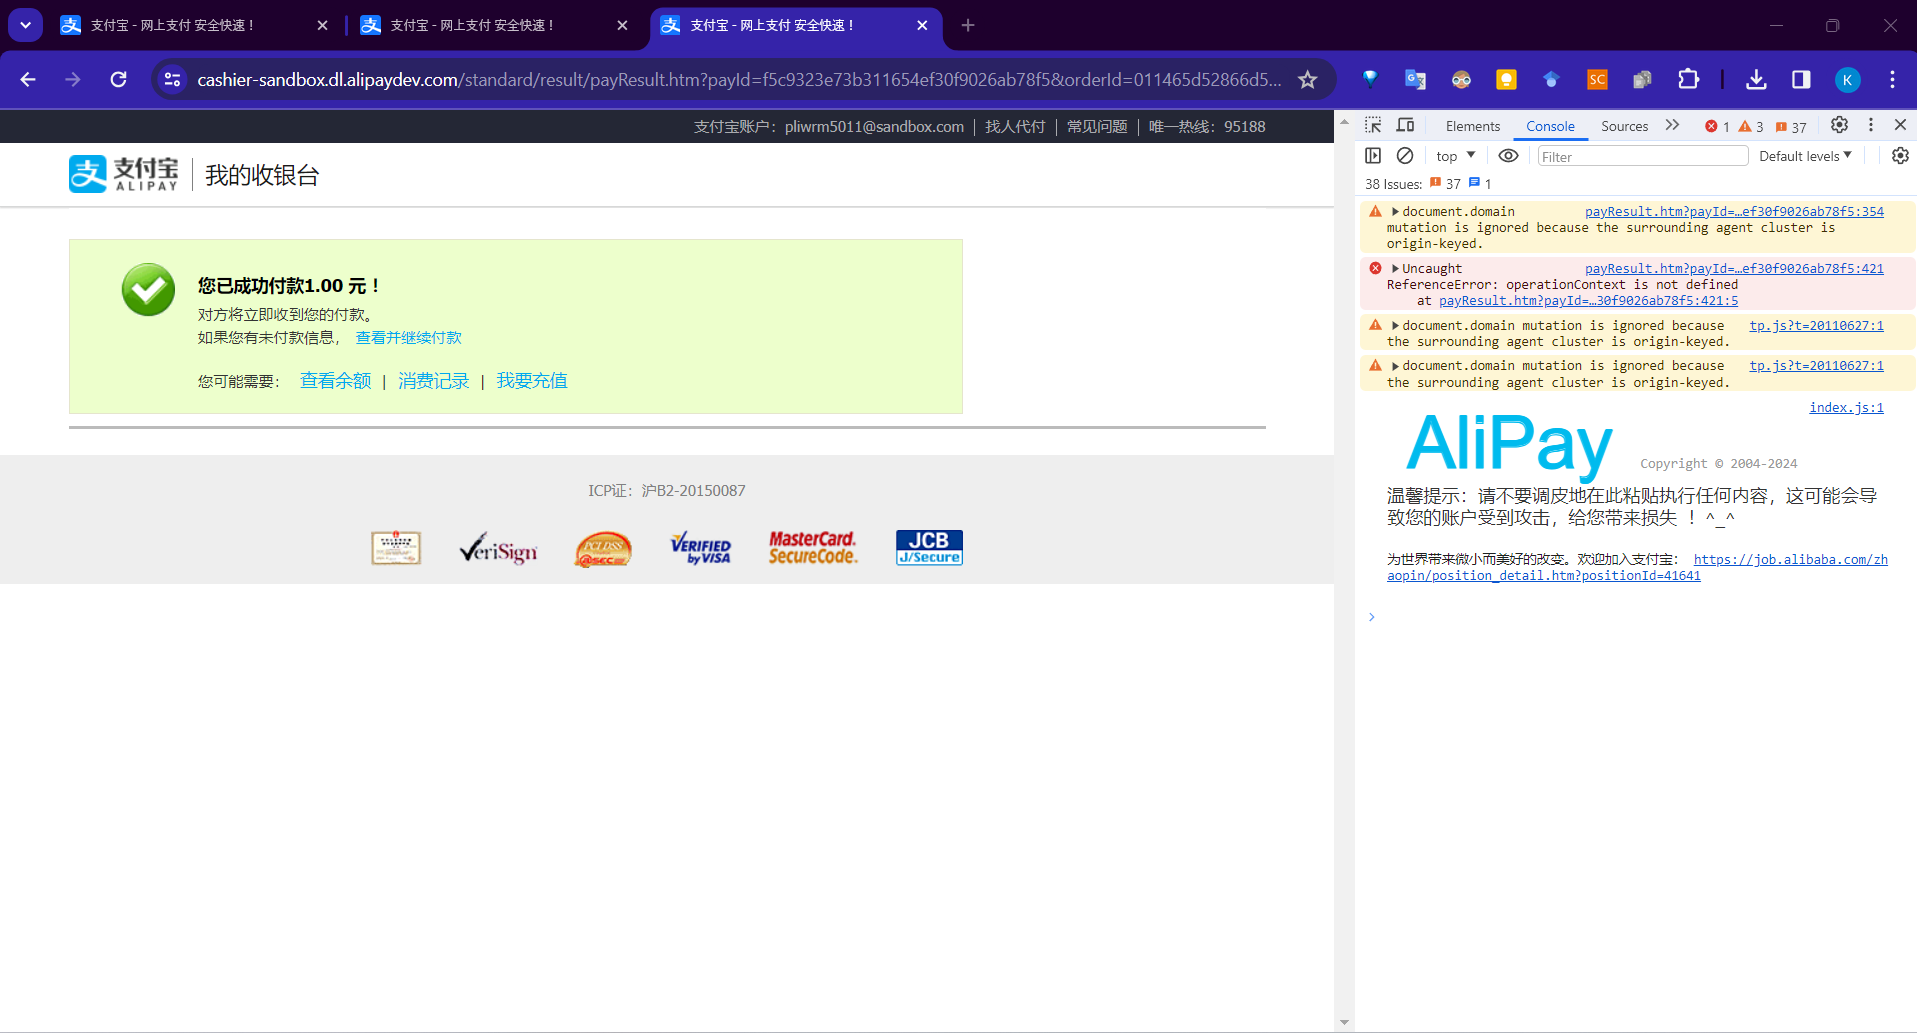 支付宝 - 网上支付 安全快速！
支付宝 - 网上支付 安全快速！
支付宝 - 网上支付 安全快速！
cashier-sandbox.dl.alipaydev.com/standard/result/payResult.htm?payId=f5c9323e73b311654ef30f9026ab78f5&orderId=011465d52866d5...
SC
K
支付宝账户：pliwrm5011@sandbox.com | 找人代付 | 常见问题 | 唯一热线：95188
支 支付宝 ALIPAY | 我的收银台
您已成功付款1.00 元！
对方将立即收到您的付款。
如果您有未付款信息， 查看并继续付款
您可能需要： 查看余额 | 消费记录 | 我要充值
ICP证：沪B2-20150087
VeriSign
VERIFIED by VISA
MasterCard. SecureCode.
JCB J/Secure
Elements Console Sources 1 3 37
top Filter Default levels
38 Issues: 37 1
document.domain payResult.htm?payId=…ef30f9026ab78f5:354
mutation is ignored because the surrounding agent cluster is
origin-keyed.
Uncaught payResult.htm?payId=…ef30f9026ab78f5:421
ReferenceError: operationContext is not defined
at payResult.htm?payId=…30f9026ab78f5:421:5
document.domain mutation is ignored because tp.js?t=20110627:1
the surrounding agent cluster is origin-keyed.
document.domain mutation is ignored because tp.js?t=20110627:1
the surrounding agent cluster is origin-keyed.
index.js:1
AliPay Copyright © 2004-2024
温馨提示：请不要调皮地在此粘贴执行任何内容，这可能会导
致您的账户受到攻击，给您带来损失 ！^_^
为世界带来微小而美好的改变。欢迎加入支付宝： https://job.alibaba.com/zh
aopin/position_detail.htm?positionId=41641